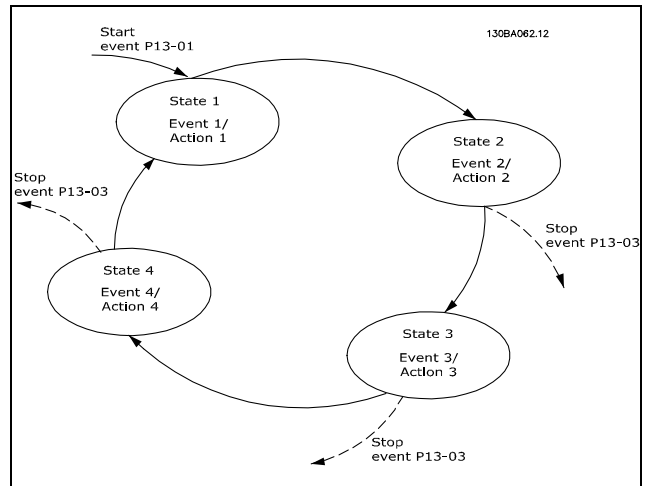 Start
event P13-01
130BA062.12
State 1
Event 1/
Action 1
State 2
Event 2/
Action 2
Stop
event P13-03
Stop
event P13-03
State 4
Event 4/
Action 4
State 3
Event 3/
Action 3
Stop
event P13-03